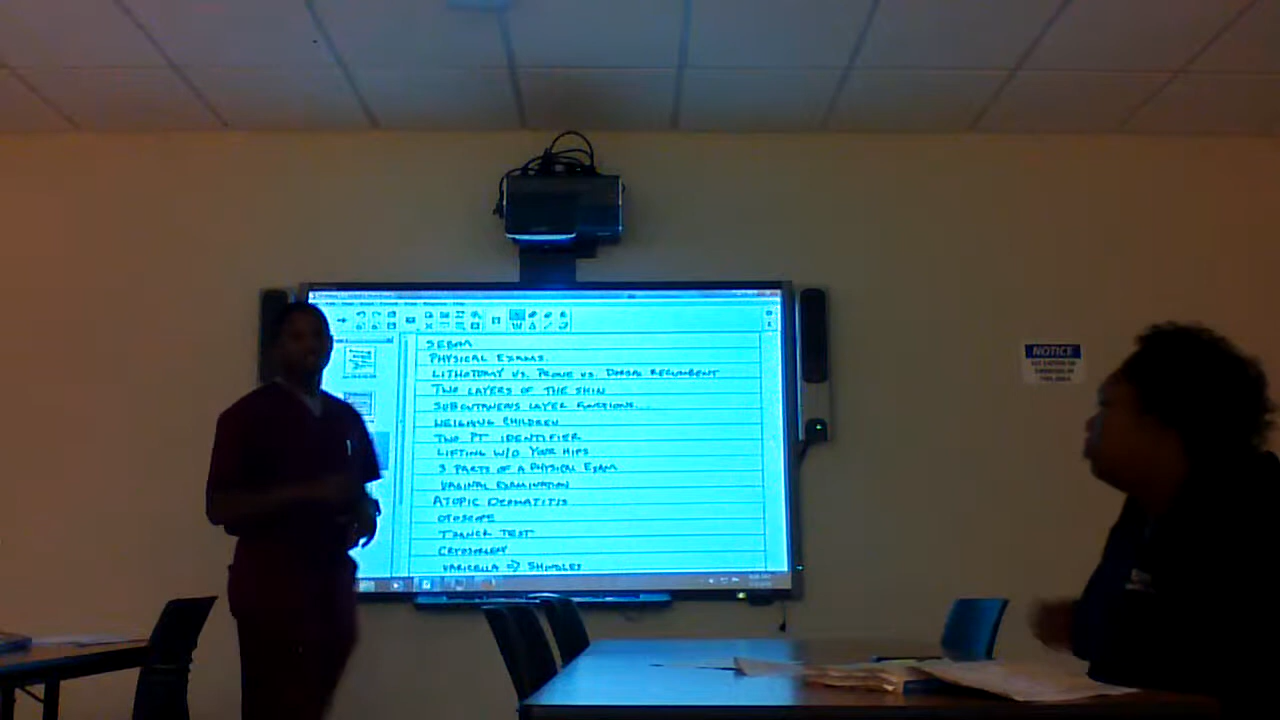 SEBUM
PHYSICAL EXAMS
LITHOTOMY VS. PRONE VS. DORSAL RECUMBENT
TWO LAYERS OF THE SKIN
SUBCUTANEOUS LAYER FUNCTIONS...
WEIGHING CHILDREN
TWO PT IDENTIFIER
LIFTING W/O YOUR HIPS
3 PARTS OF A PHYSICAL EXAM
VAGINAL EXAMINATION
ATOPIC DERMATITIS
OTOSCOPE
TZANCK TEST
CRYOSURGERY
VARICELLA => SHINGLES
NOTICE